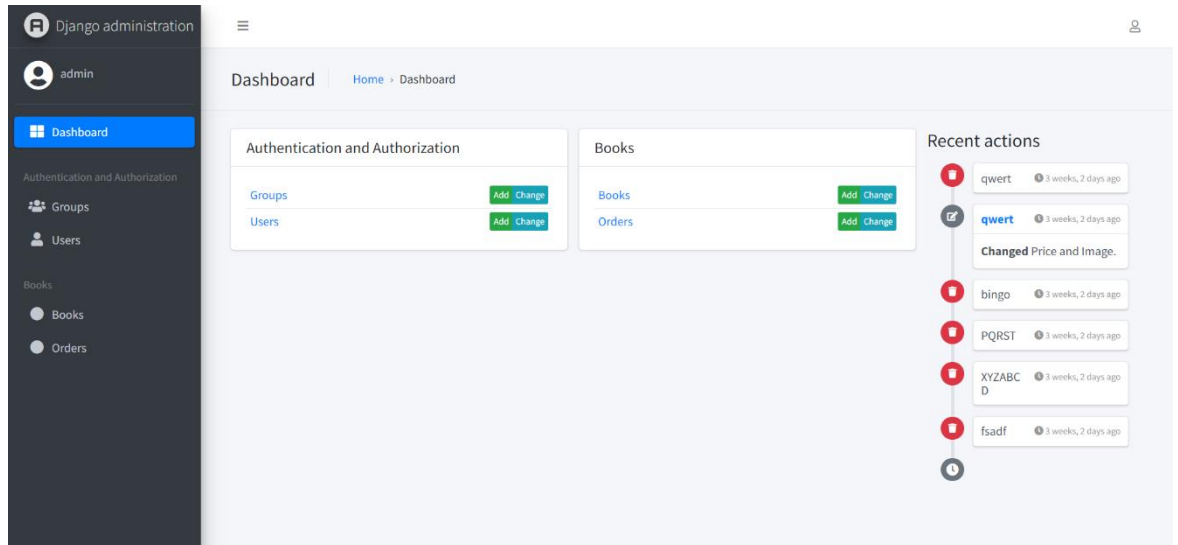 Django administration
admin
Dashboard
Authentication and Authorization
Groups
Users
Books
Books
Orders
Dashboard Home › Dashboard
Authentication and Authorization
Groups Add Change
Users Add Change
Books
Books Add Change
Orders Add Change
Recent actions
qwert 3 weeks, 2 days ago
qwert 3 weeks, 2 days ago
Changed Price and Image.
bingo 3 weeks, 2 days ago
PQRST 3 weeks, 2 days ago
XYZABC 3 weeks, 2 days ago
D
fsadf 3 weeks, 2 days ago